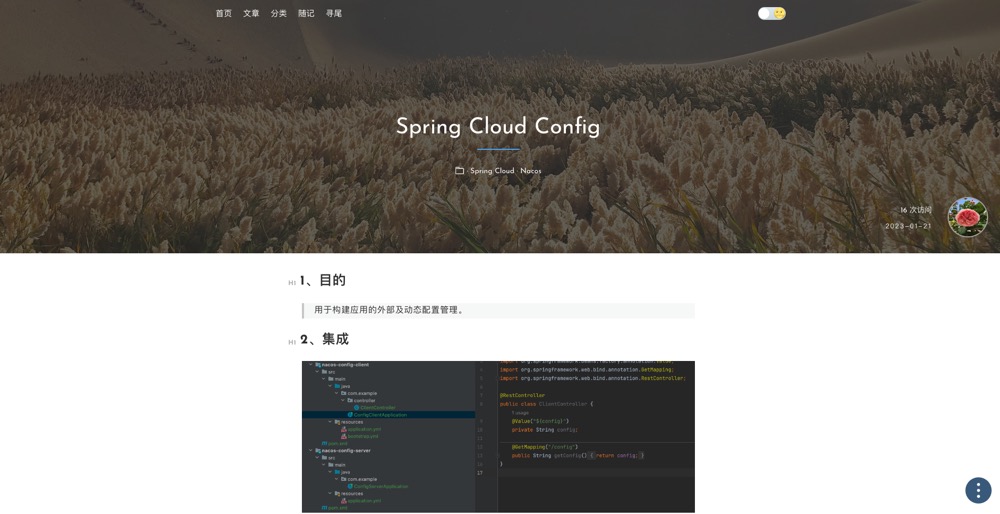 首页 文章 分类 随记 寻尾
Spring Cloud Config
· Spring Cloud · Nacos
16 次访问
2023-01-21
H1 1、目的
用于构建应用的外部及动态配置管理。
H1 2、集成
nacos-config-client
src
main
java
com.example
controller
ClientController
ConfigClientApplication
resources
application.yml
bootstrap.yml
pom.xml
nacos-config-server
src
main
java
com.example
ConfigServerApplication
resources
application.yml
pom.xml
4 import org.springframework.web.bind.annotation.GetMapping;
5 import org.springframework.web.bind.annotation.RestController;
@RestController
public class ClientController {
1 usage
@Value("${config}")
private String config;
@GetMapping("/config")
public String getConfig() { return config; }
}
17